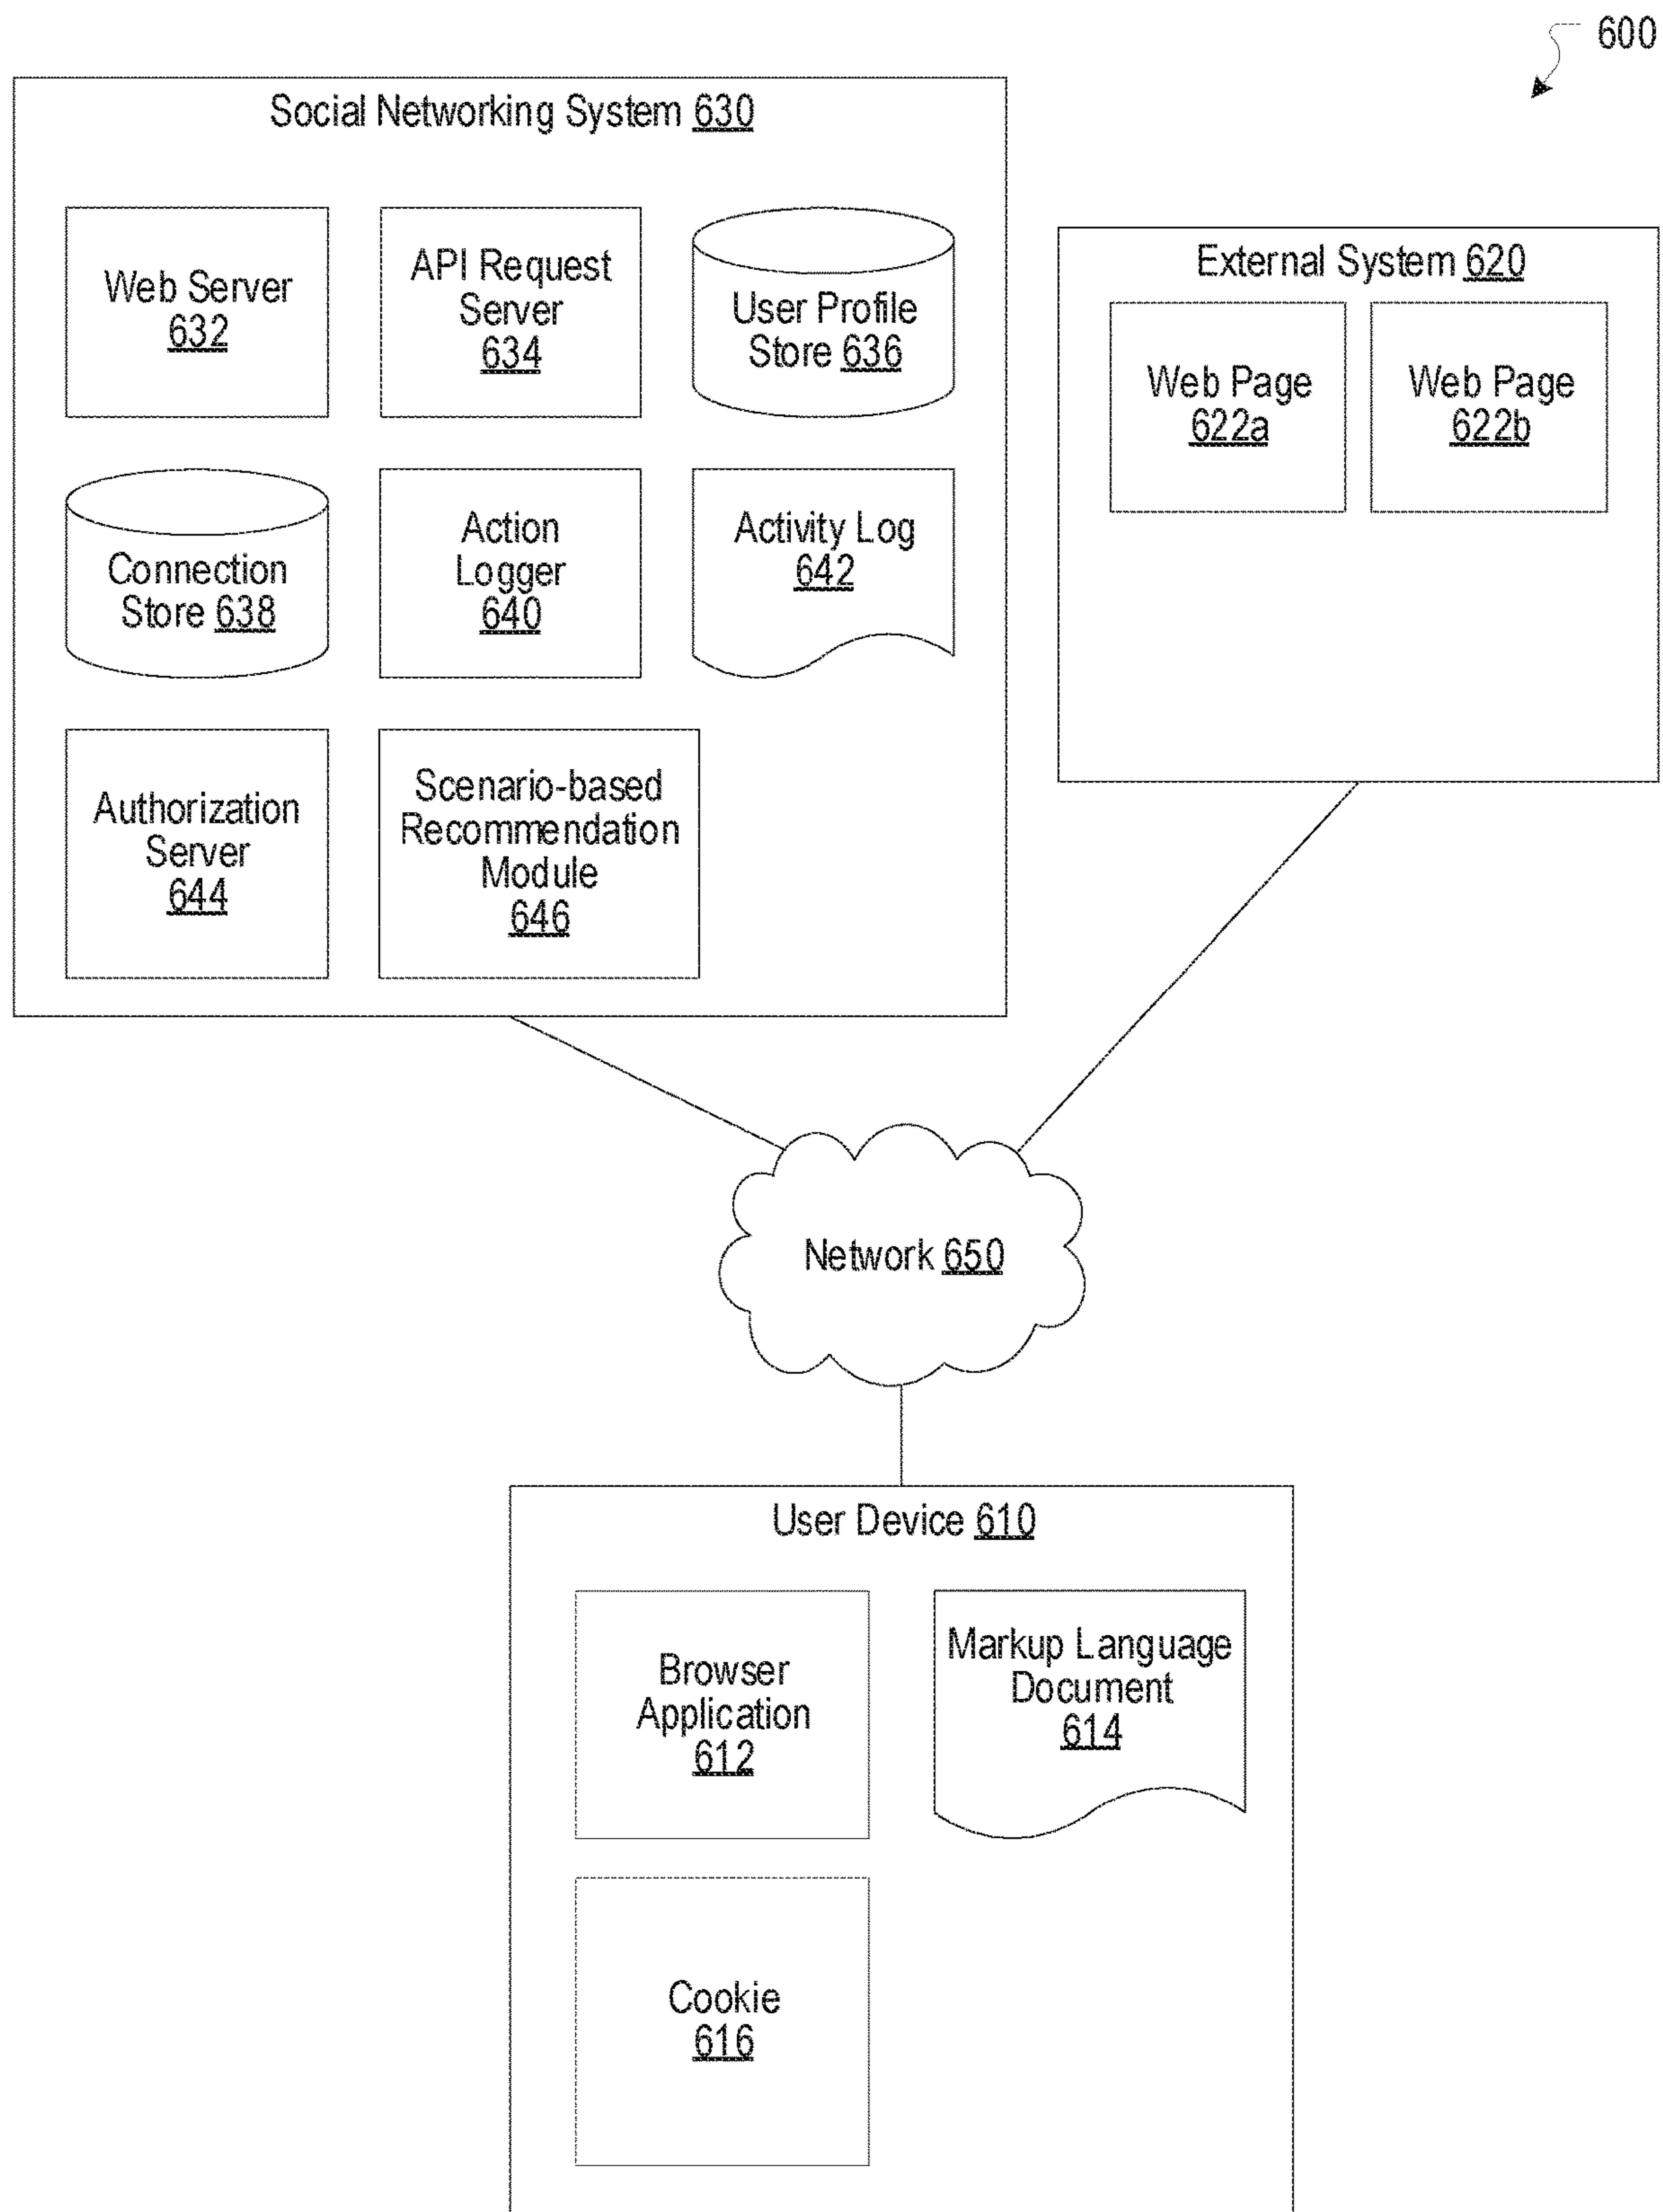 600
Social Networking System 630
Web Server
632
API Request
Server
634
User Profile
Store 636
External System 620
Web Page
622a
Web Page
622b
Connection
Store 638
Action
Logger
640
Activity Log
642
Authorization
Server
644
Scenario-based
Recommendation
Module
646
Network 650
User Device 610
Browser
Application
612
Markup Language
Document
614
Cookie
616